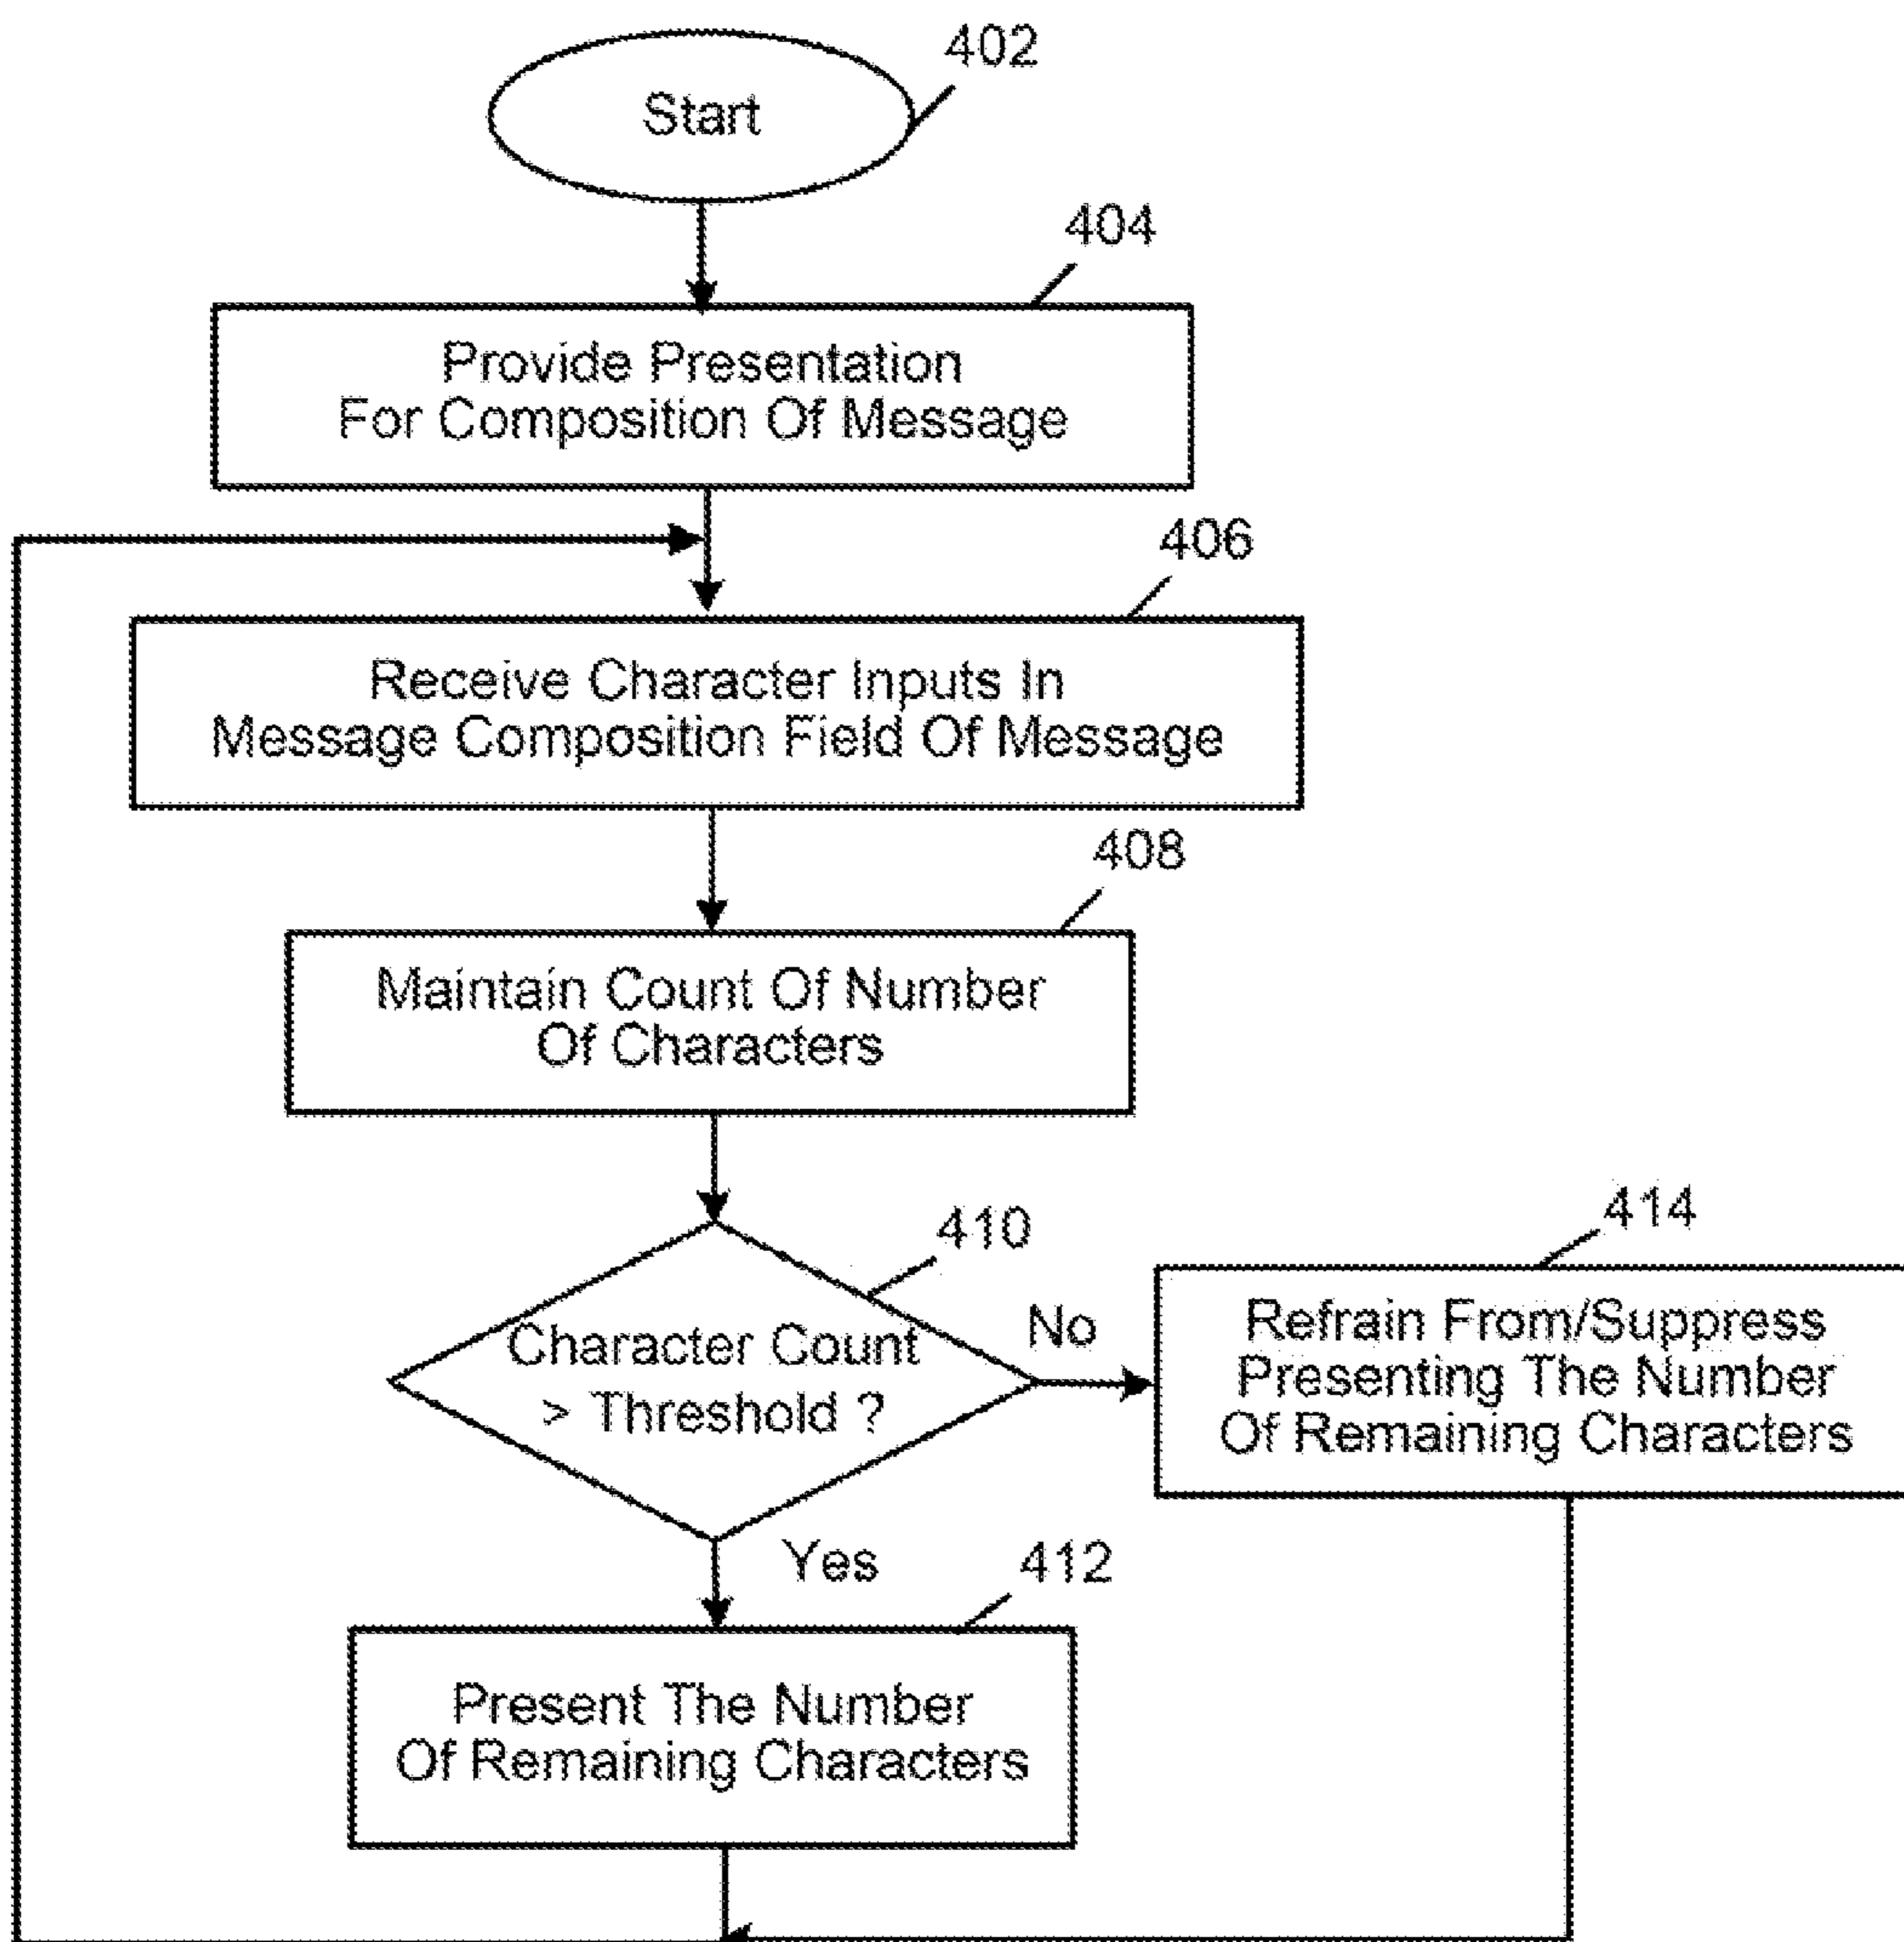 402
Start
404
Provide Presentation
For Composition Of Message
406
Receive Character Inputs In
Message Composition Field Of Message
408
Maintain Count Of Number
Of Characters
410
Character Count
> Threshold ?
No
414
Refrain From/Suppress
Presenting The Number
Of Remaining Characters
Yes
412
Present The Number
Of Remaining Characters